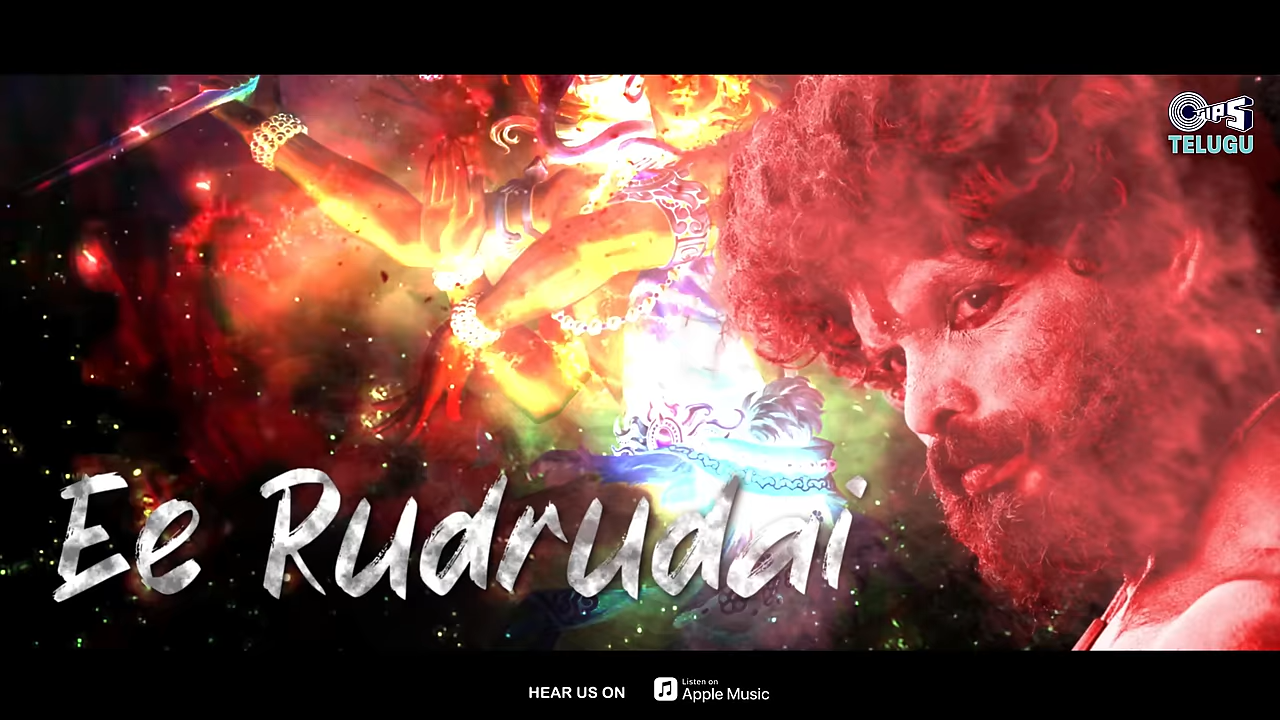 TIPS
TELUGU
Ee Rudrudai
HEAR US ON
Listen on
Apple Music